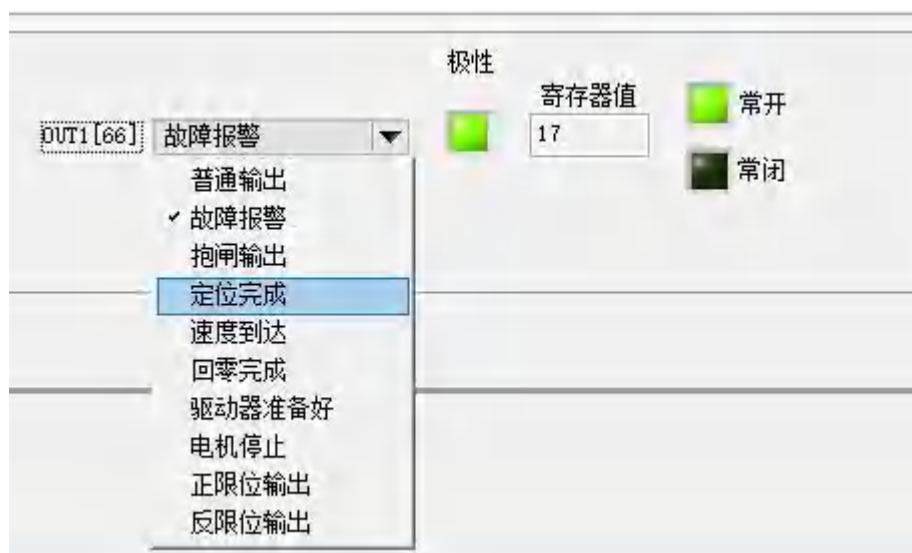 极性
寄存器值
常开
OUT1[66] 故障报警
17
常闭
普通输出
✓ 故障报警
抱闸输出
定位完成
速度到达
回零完成
驱动器准备好
电机停止
正限位输出
反限位输出